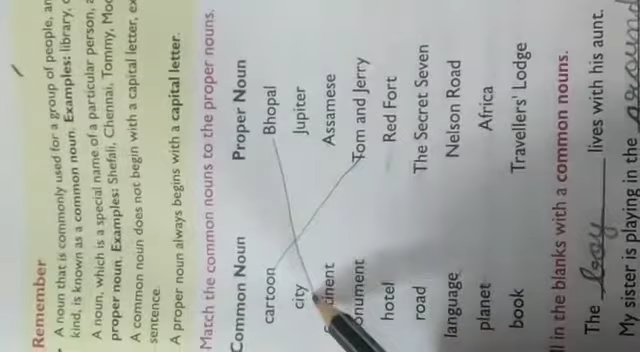 Remember
• A noun that is commonly used for a group of people,
kind, is known as a common noun. Examples: library,
A noun, which is a special name of a particular person,
proper noun. Examples: Shefali, Chennai, Tommy,
A common noun does not begin with a capital letter,
sentence.
A proper noun always begins with a capital letter.
Match the common nouns to the proper nouns.
Common Noun Proper Noun
cartoon Bhopal
city Jupiter
Assamese
Tom and Jerry
hotel Red Fort
road The Secret Seven
language Nelson Road
planet Africa
book Travellers' Lodge
in the blanks with a common nouns.
The boy lives with his aunt.
My sister is playing in the